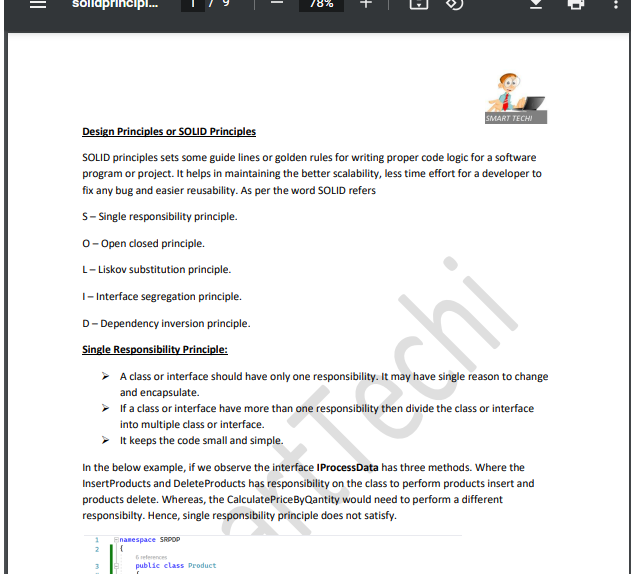 solidprincipl... 1 / 9 78%
SMART TECHI
Design Principles or SOLID Principles
SOLID principles sets some guide lines or golden rules for writing proper code logic for a software
program or project. It helps in maintaining the better scalability, less time effort for a developer to
fix any bug and easier reusability. As per the word SOLID refers
S – Single responsibility principle.
O – Open closed principle.
L – Liskov substitution principle.
I – Interface segregation principle.
D – Dependency inversion principle.
Single Responsibility Principle:
➢ A class or interface should have only one responsibility. It may have single reason to change
and encapsulate.
➢ If a class or interface have more than one responsibility then divide the class or interface
into multiple class or interface.
➢ It keeps the code small and simple.
In the below example, if we observe the interface IProcessData has three methods. Where the
InsertProducts and DeleteProducts has responsibility on the class to perform products insert and
products delete. Whereas, the CalculatePriceByQantity would need to perform a different
responsibilty. Hence, single responsibility principle does not satisfy.
artTechi
1 namespace SRPDP
2 {
6 references
3 public class Product
{